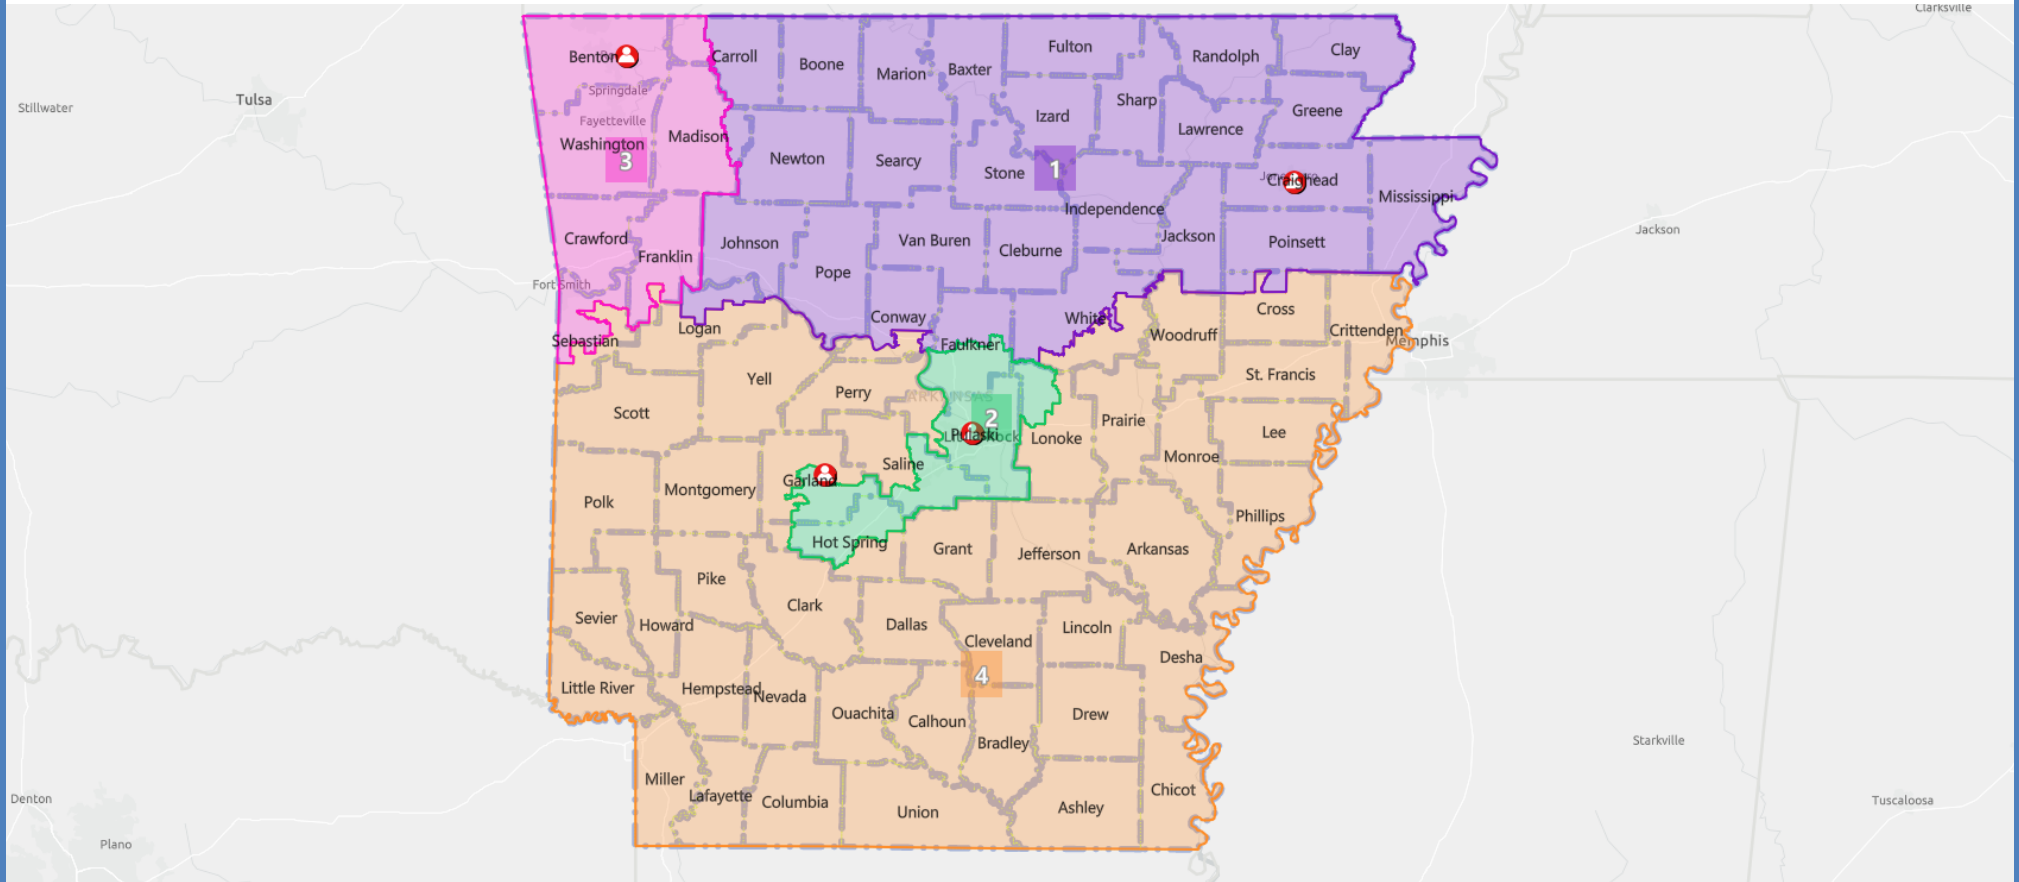 Clarksville
Fulton
Clay
Benton
Carroll
Boone
Randolph
Marion
Baxter
Springdale
Tulsa
Sharp
Stillwater
Greene
Izard
Fayetteville
Lawrence
Madison
Washington
3
Newton
Searcy
Stone
1
Craighead
Mississippi
Independence
Jackson
Jackson
Crawford
Johnson
Van Buren
Cleburne
Poinsett
Franklin
Pope
Fort Smith
Cross
Conway
White
Logan
Woodruff
Crittenden
Sebastian
Faulkner
Memphis
St. Francis
Yell
Perry
ARKANSAS
Scott
2
Prairie
Pulaski
Lonoke
Lee
Saline
Monroe
Garland
Montgomery
Polk
Phillips
Hot Spring
Grant
Jefferson
Arkansas
Pike
Clark
Sevier
Howard
Dallas
Lincoln
Cleveland
Desha
4
Little River
Hempstead
Nevada
Ouachita
Calhoun
Drew
Bradley
Starkville
Miller
Lafayette
Columbia
Union
Ashley
Chicot
Denton
Tuscaloosa
Plano